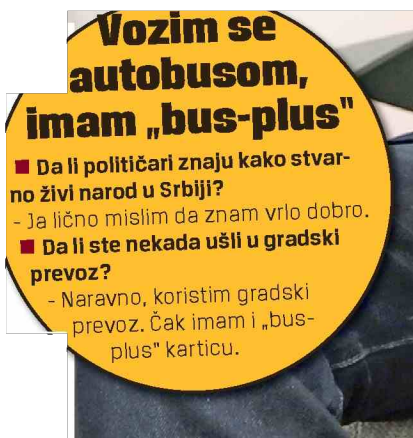 Vozim se
autobusom,
imam „bus-plus"
■ Da li političari znaju kako stvar-
no živi narod u Srbiji?
- Ja lično mislim da znam vrlo dobro.
■ Da li ste nekada ušli u gradski
prevoz?
- Naravno, koristim gradski
prevoz. Čak imam i „bus-
plus" karticu.